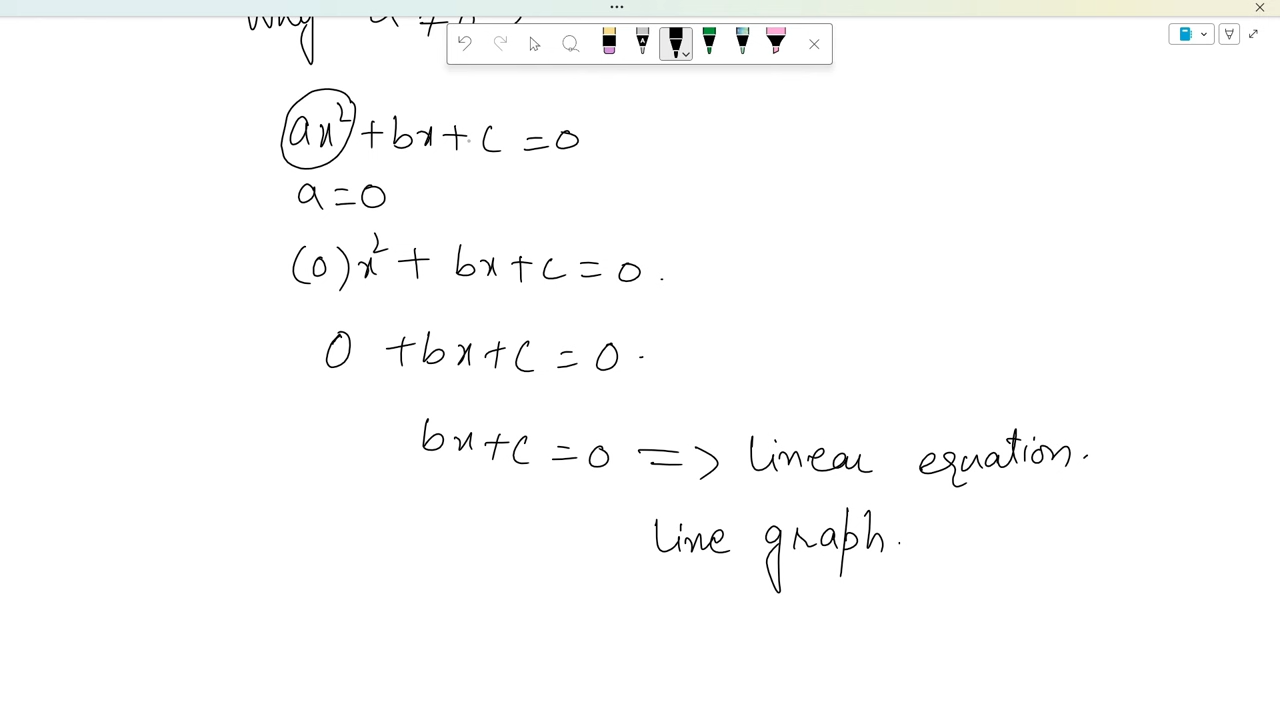 ax² + bx + c = 0
a = 0
(0)x² + bx + c = 0.
0 + bx + c = 0.
bx + c = 0 => linear equation.
line graph.